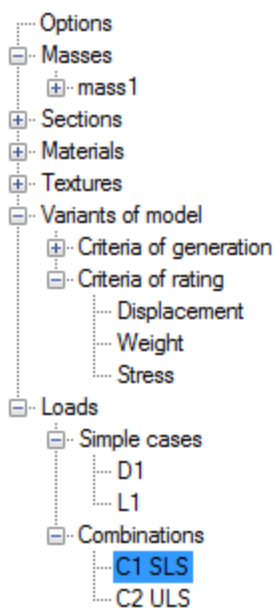 Options
Masses
mass1
Sections
Materials
Textures
Variants of model
Criteria of generation
Criteria of rating
Displacement
Weight
Stress
Loads
Simple cases
D1
L1
Combinations
C1 SLS
C2 ULS